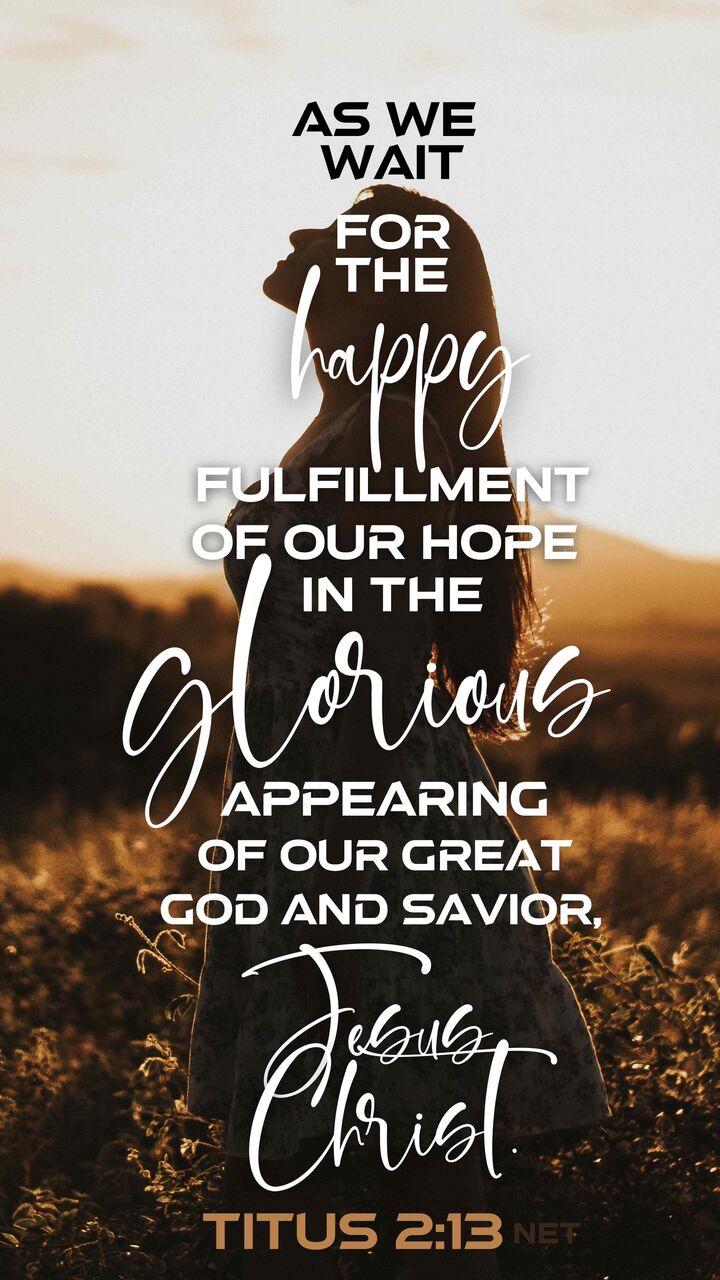 AS WE
WAIT
FOR
THE
happy
FULFILLMENT
OF OUR HOPE
IN THE
glorious
APPEARING
OF OUR GREAT
GOD AND SAVIOR,
Jesus
Christ.
TITUS 2:13 NET